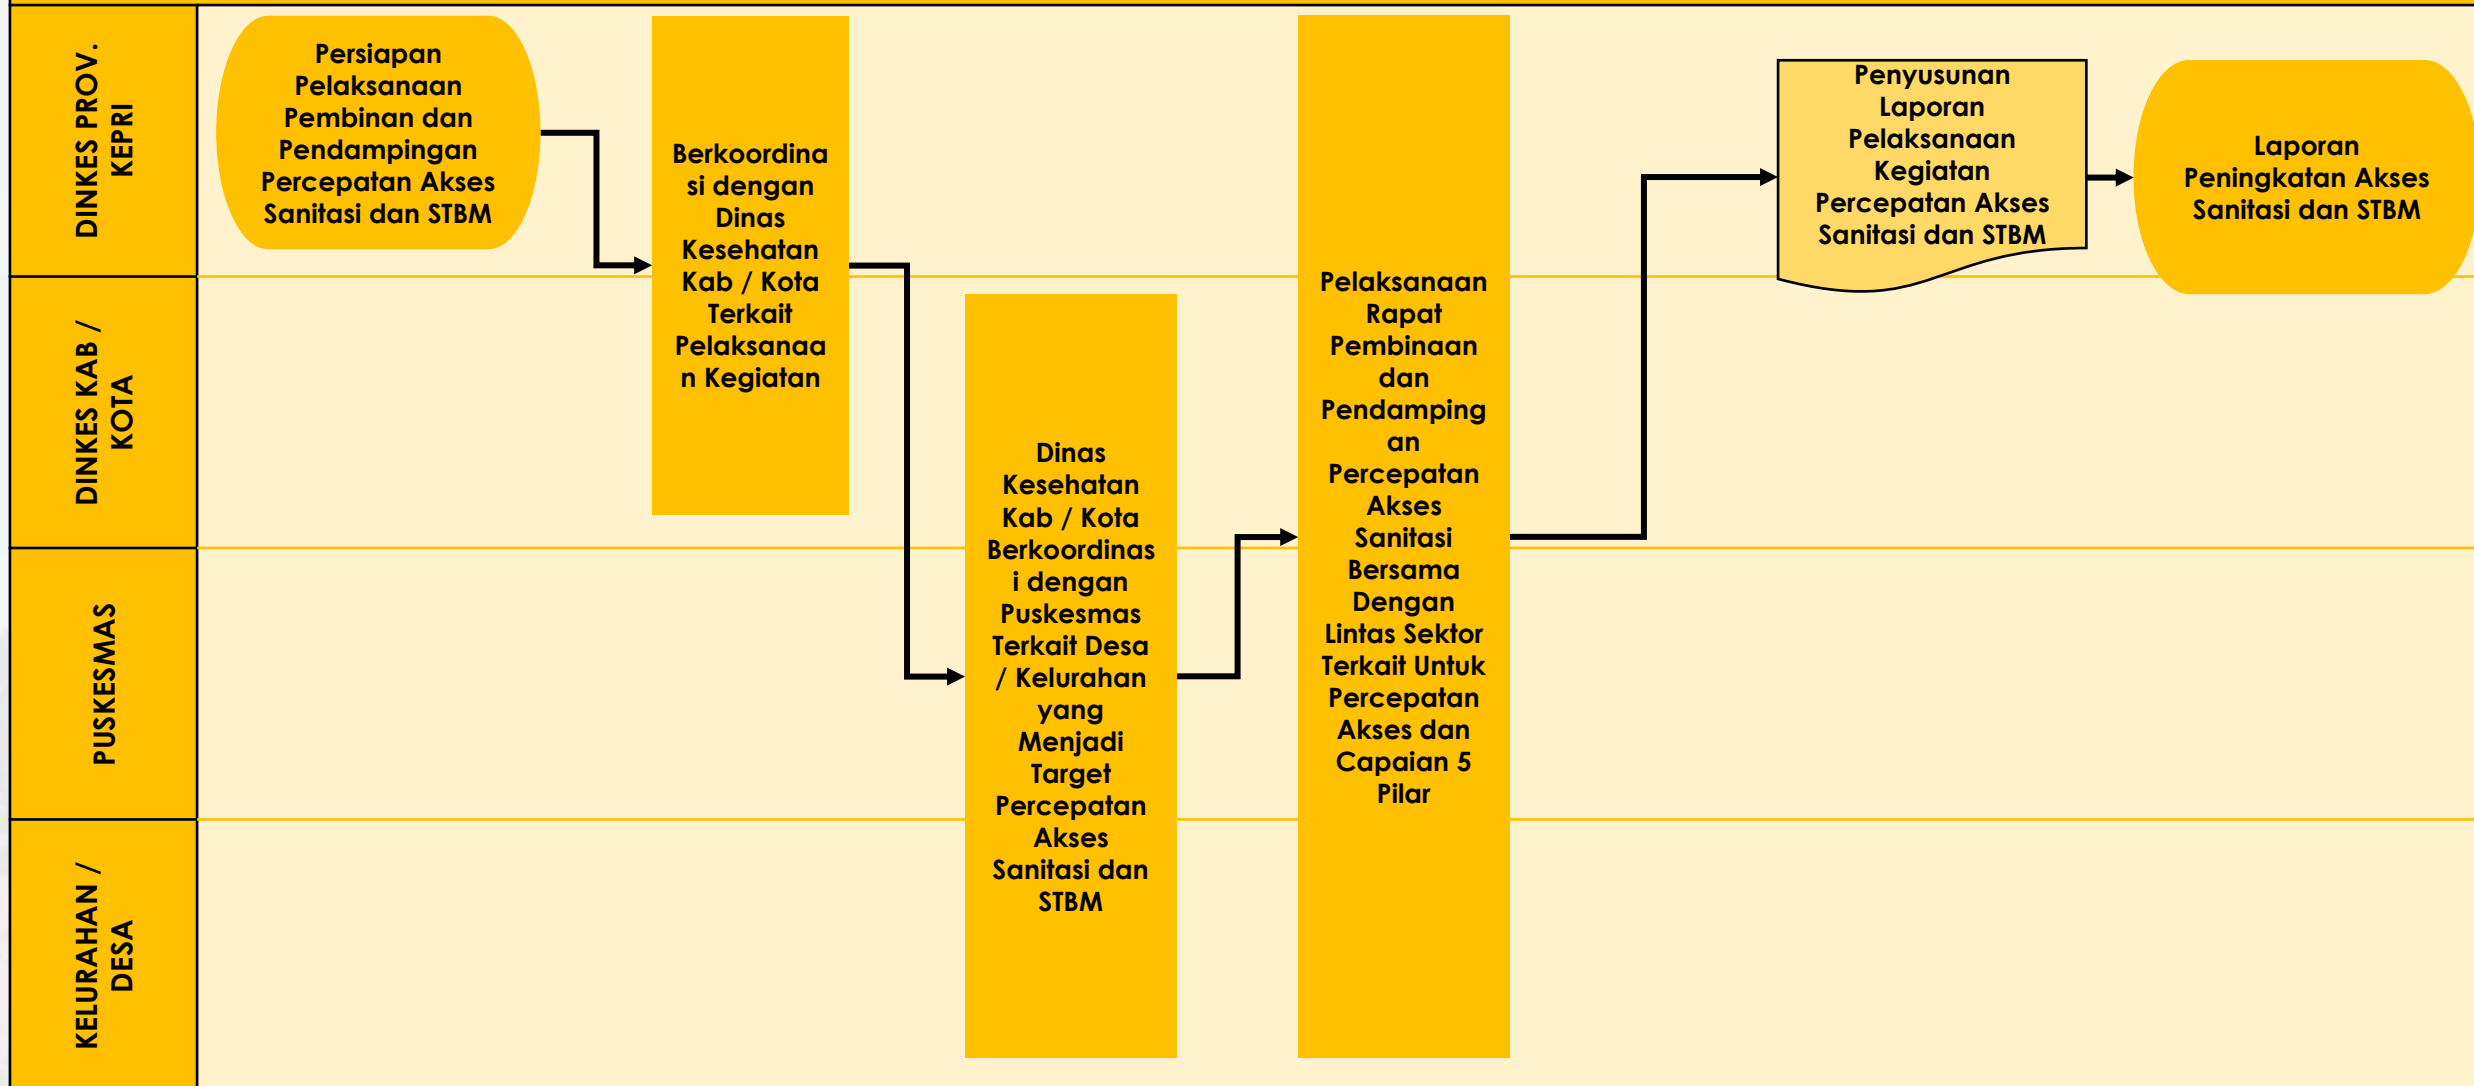 DINKES PROV.
KEPRI
Persiapan
Pelaksanaan
Pembinan dan
Pendampingan
Percepatan Akses
Sanitasi dan STBM
Berkoordina
si dengan
Dinas
Kesehatan
Kab / Kota
Terkait
Pelaksanaa
n Kegiatan
Dinas
Kesehatan
Kab / Kota
Berkoordinas
i dengan
Puskesmas
Terkait Desa
/ Kelurahan
yang
Menjadi
Target
Percepatan
Akses
Sanitasi dan
STBM
Pelaksanaan
Rapat
Pembinaan
dan
Pendamping
an
Percepatan
Akses
Sanitasi
Bersama
Dengan
Lintas Sektor
Terkait Untuk
Percepatan
Akses dan
Capaian 5
Pilar
Penyusunan
Laporan
Pelaksanaan
Kegiatan
Percepatan Akses
Sanitasi dan STBM
Laporan
Peningkatan Akses
Sanitasi dan STBM
DINKES KAB /
KOTA
PUSKESMAS
KELURAHAN /
DESA